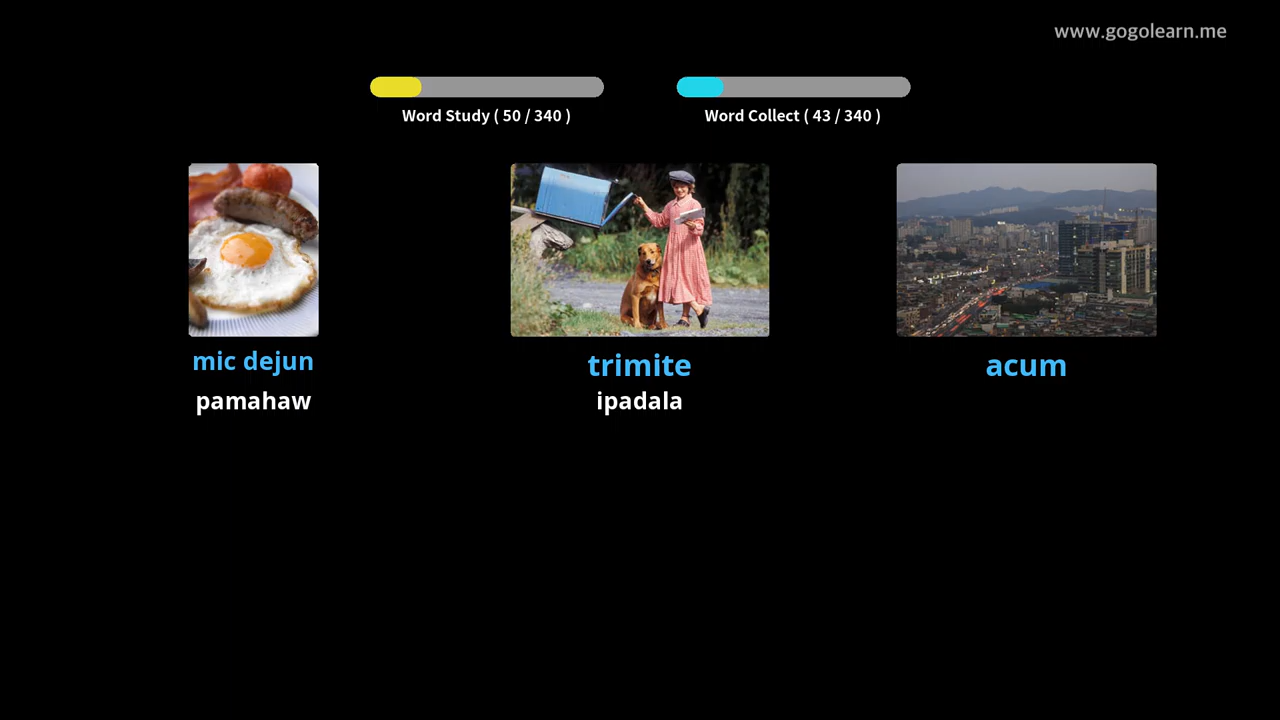 www.gogolearn.me
Word Study ( 50 / 340 )
Word Collect ( 43 / 340 )
mic dejun
pamahaw
trimite
ipadala
acum